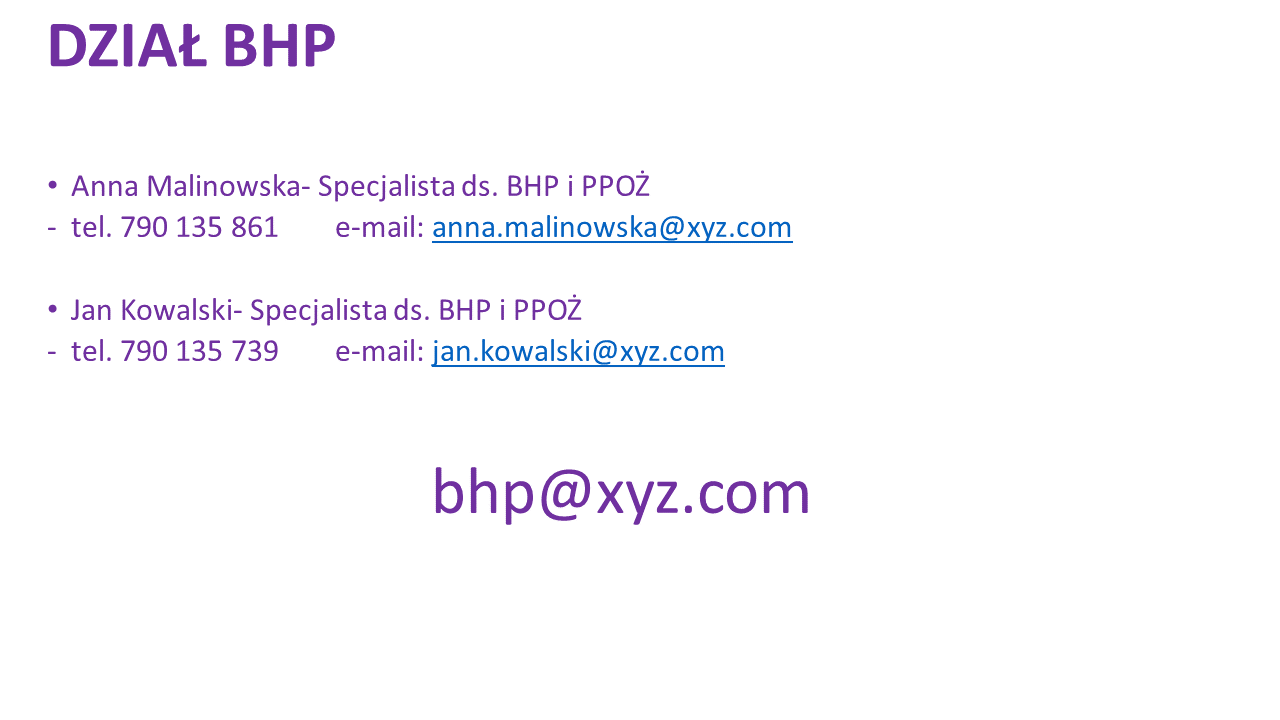 DZIAŁ BHP
• Anna Malinowska- Specjalista ds. BHP i PPOŻ
- tel. 790 135 861 e-mail: anna.malinowska@xyz.com
• Jan Kowalski- Specjalista ds. BHP i PPOŻ
- tel. 790 135 739 e-mail: jan.kowalski@xyz.com
bhp@xyz.com